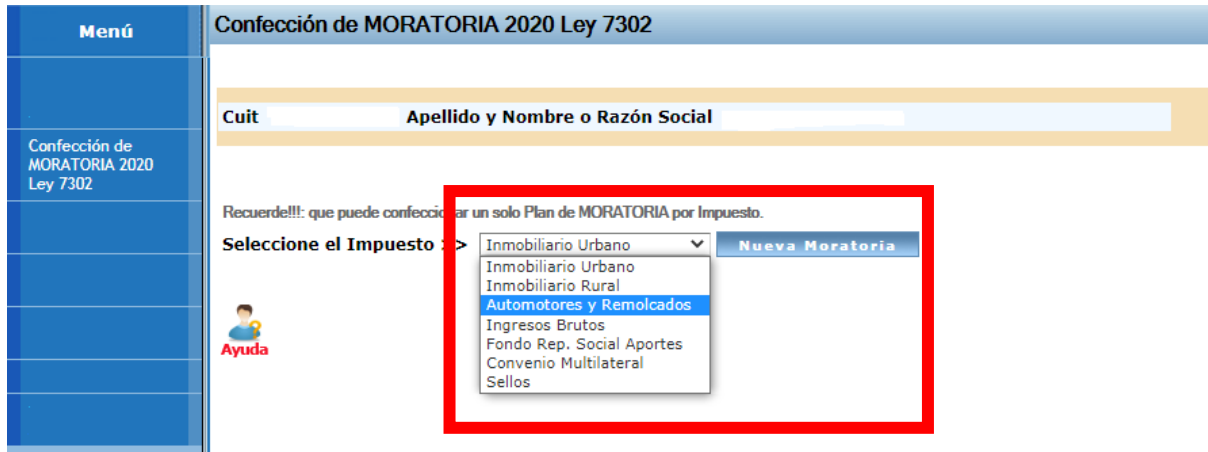 Menú
Confección de MORATORIA 2020 Ley 7302
Cuit Apellido y Nombre o Razón Social
Confección de
MORATORIA 2020
Ley 7302
Recuerde!!!: que puede confeccionar un solo Plan de MORATORIA por Impuesto.
Seleccione el Impuesto >> Inmobiliario Urbano Nueva Moratoria
Inmobiliario Urbano
Inmobiliario Rural
Automotores y Remolcados
Ingresos Brutos
Fondo Rep. Social Aportes
Convenio Multilateral
Sellos
Ayuda